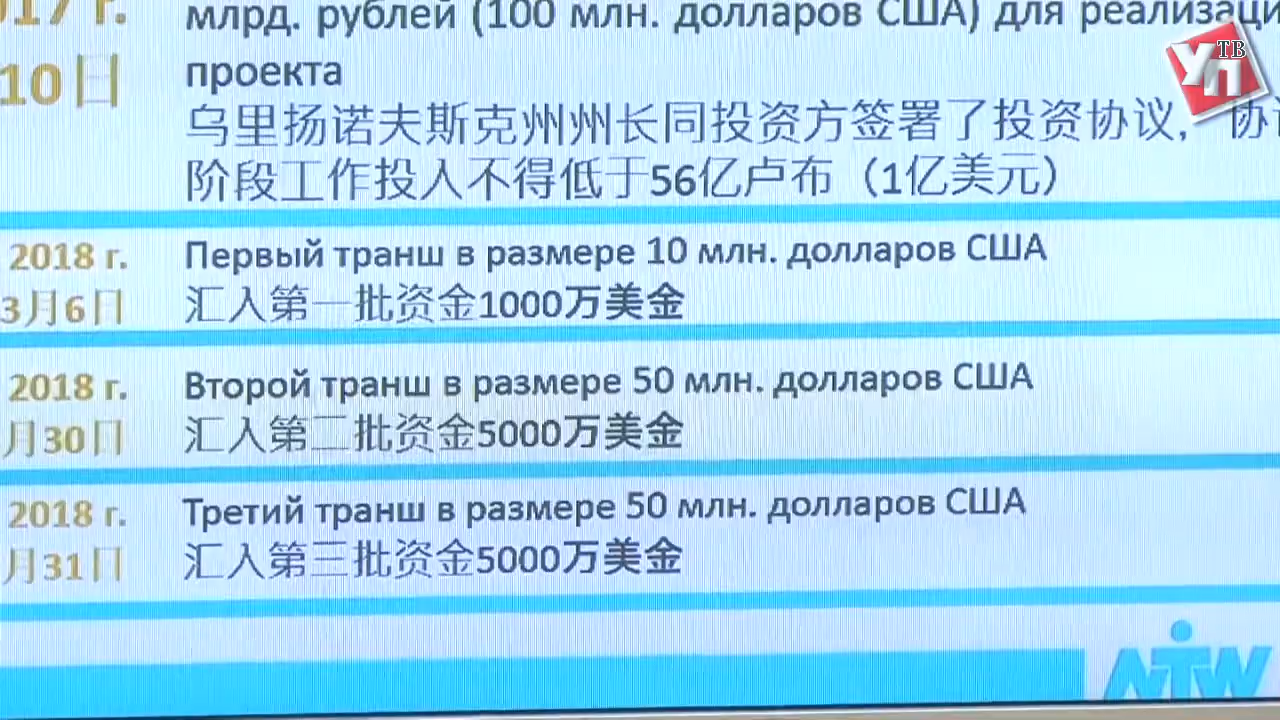 017 г.
млрд. рублей (100 млн. долларов США) для реализаци
10日
проекта
乌里扬诺夫斯克州州长同投资方签署了投资协议，协
阶段工作投入不得低于56亿卢布（1亿美元）
2018 г.
3月6日
Первый транш в размере 10 млн. долларов США
汇入第一批资金1000万美金
2018 г.
月30日
Второй транш в размере 50 млн. долларов США
汇入第二批资金5000万美金
2018 г.
月31日
Третий транш в размере 50 млн. долларов США
汇入第三批资金5000万美金
УП ТВ
NTW